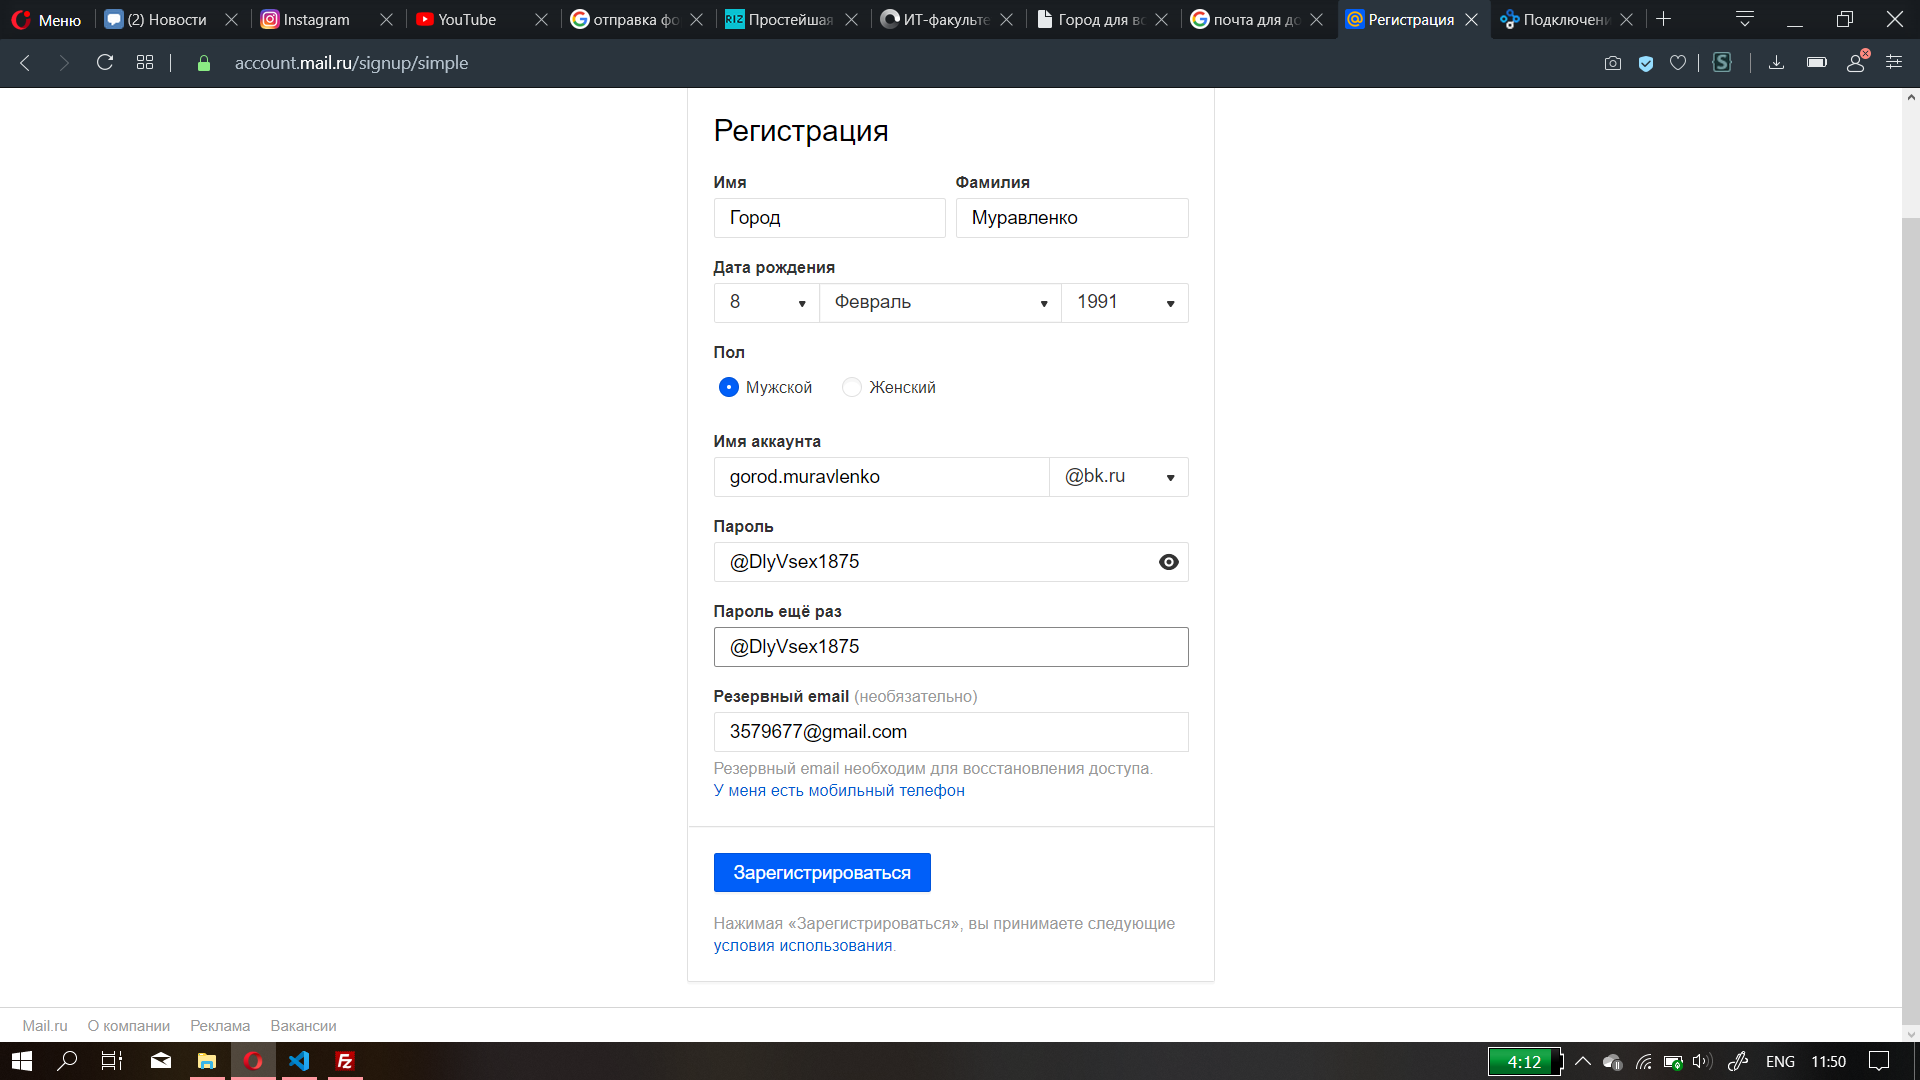 Меню
(2) Новости
Instagram
YouTube
отправка фо
Простейшая
ИТ-факульте
Город для вс
почта для до
Регистрация
Подключени
account.mail.ru/signup/simple
Регистрация
Имя Фамилия
Город Муравленко
Дата рождения
8 Февраль 1991
Пол
Мужской Женский
Имя аккаунта
gorod.muravlenko @bk.ru
Пароль
@DlyVsex1875
Пароль ещё раз
@DlyVsex1875
Резервный email (необязательно)
3579677@gmail.com
Резервный email необходим для восстановления доступа.
У меня есть мобильный телефон
Зарегистрироваться
Нажимая «Зарегистрироваться», вы принимаете следующие
условия использования.
Mail.ru О компании Реклама Вакансии
4:12 ENG 11:50